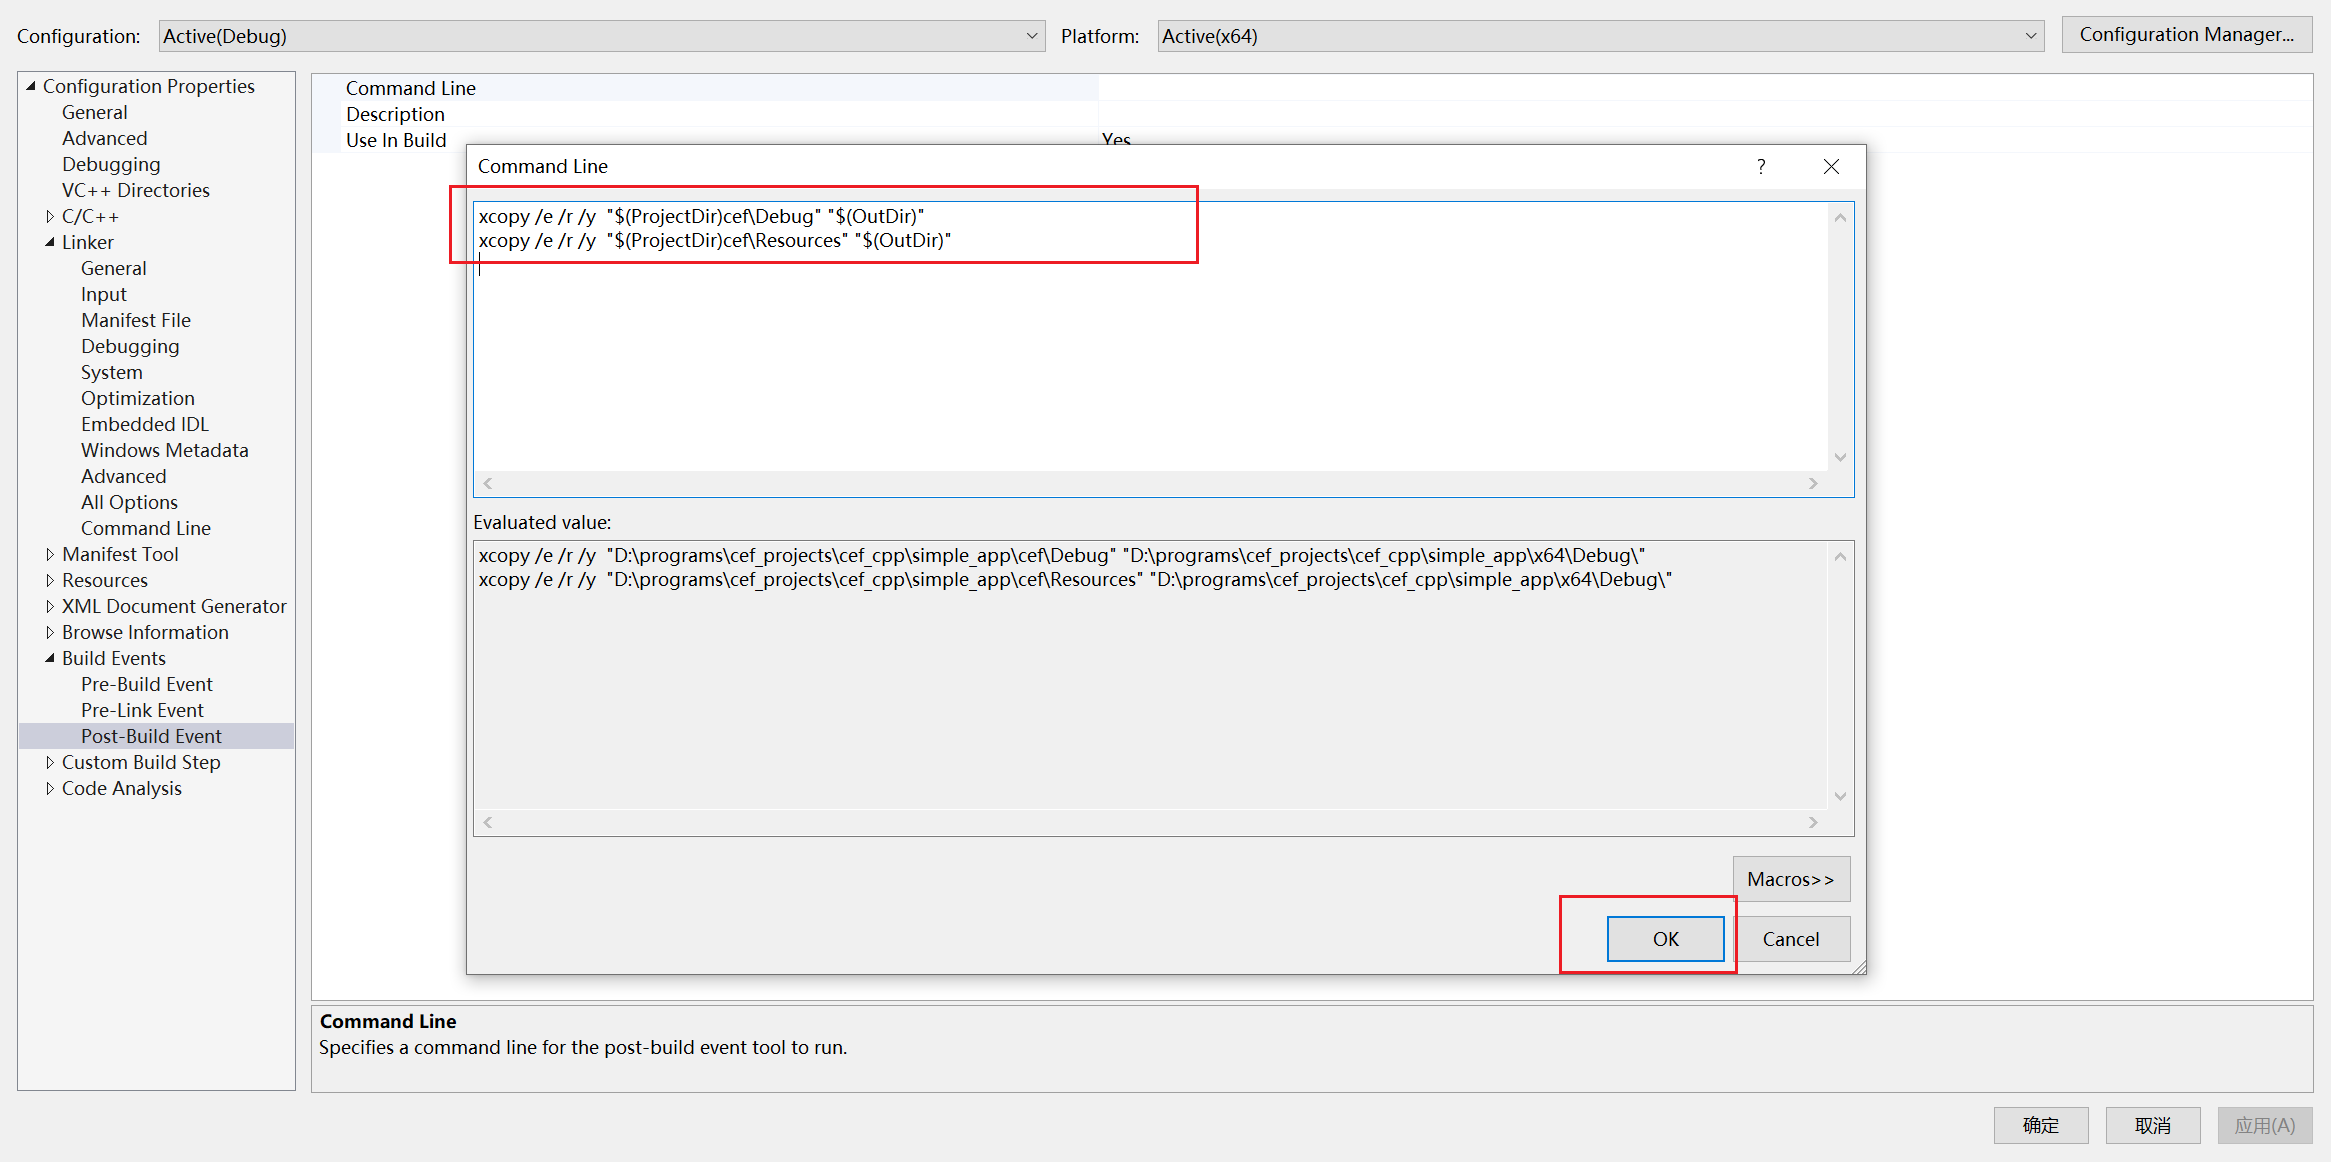 Configuration: Active(Debug) Platform: Active(x64) Configuration Manager...
Configuration Properties
General
Advanced
Debugging
VC++ Directories
C/C++
Linker
General
Input
Manifest File
Debugging
System
Optimization
Embedded IDL
Windows Metadata
Advanced
All Options
Command Line
Manifest Tool
Resources
XML Document Generator
Browse Information
Build Events
Pre-Build Event
Pre-Link Event
Post-Build Event
Custom Build Step
Code Analysis
Command Line
Description
Use In Build Yes
Command Line ?
xcopy /e /r /y  "$(ProjectDir)cef\Debug" "$(OutDir)"
xcopy /e /r /y  "$(ProjectDir)cef\Resources" "$(OutDir)"
Evaluated value:
xcopy /e /r /y  "D:\programs\cef_projects\cef_cpp\simple_app\cef\Debug" "D:\programs\cef_projects\cef_cpp\simple_app\x64\Debug\"
xcopy /e /r /y  "D:\programs\cef_projects\cef_cpp\simple_app\cef\Resources" "D:\programs\cef_projects\cef_cpp\simple_app\x64\Debug\"
Macros>>
OK Cancel
Command Line
Specifies a command line for the post-build event tool to run.
确定 取消 应用(A)